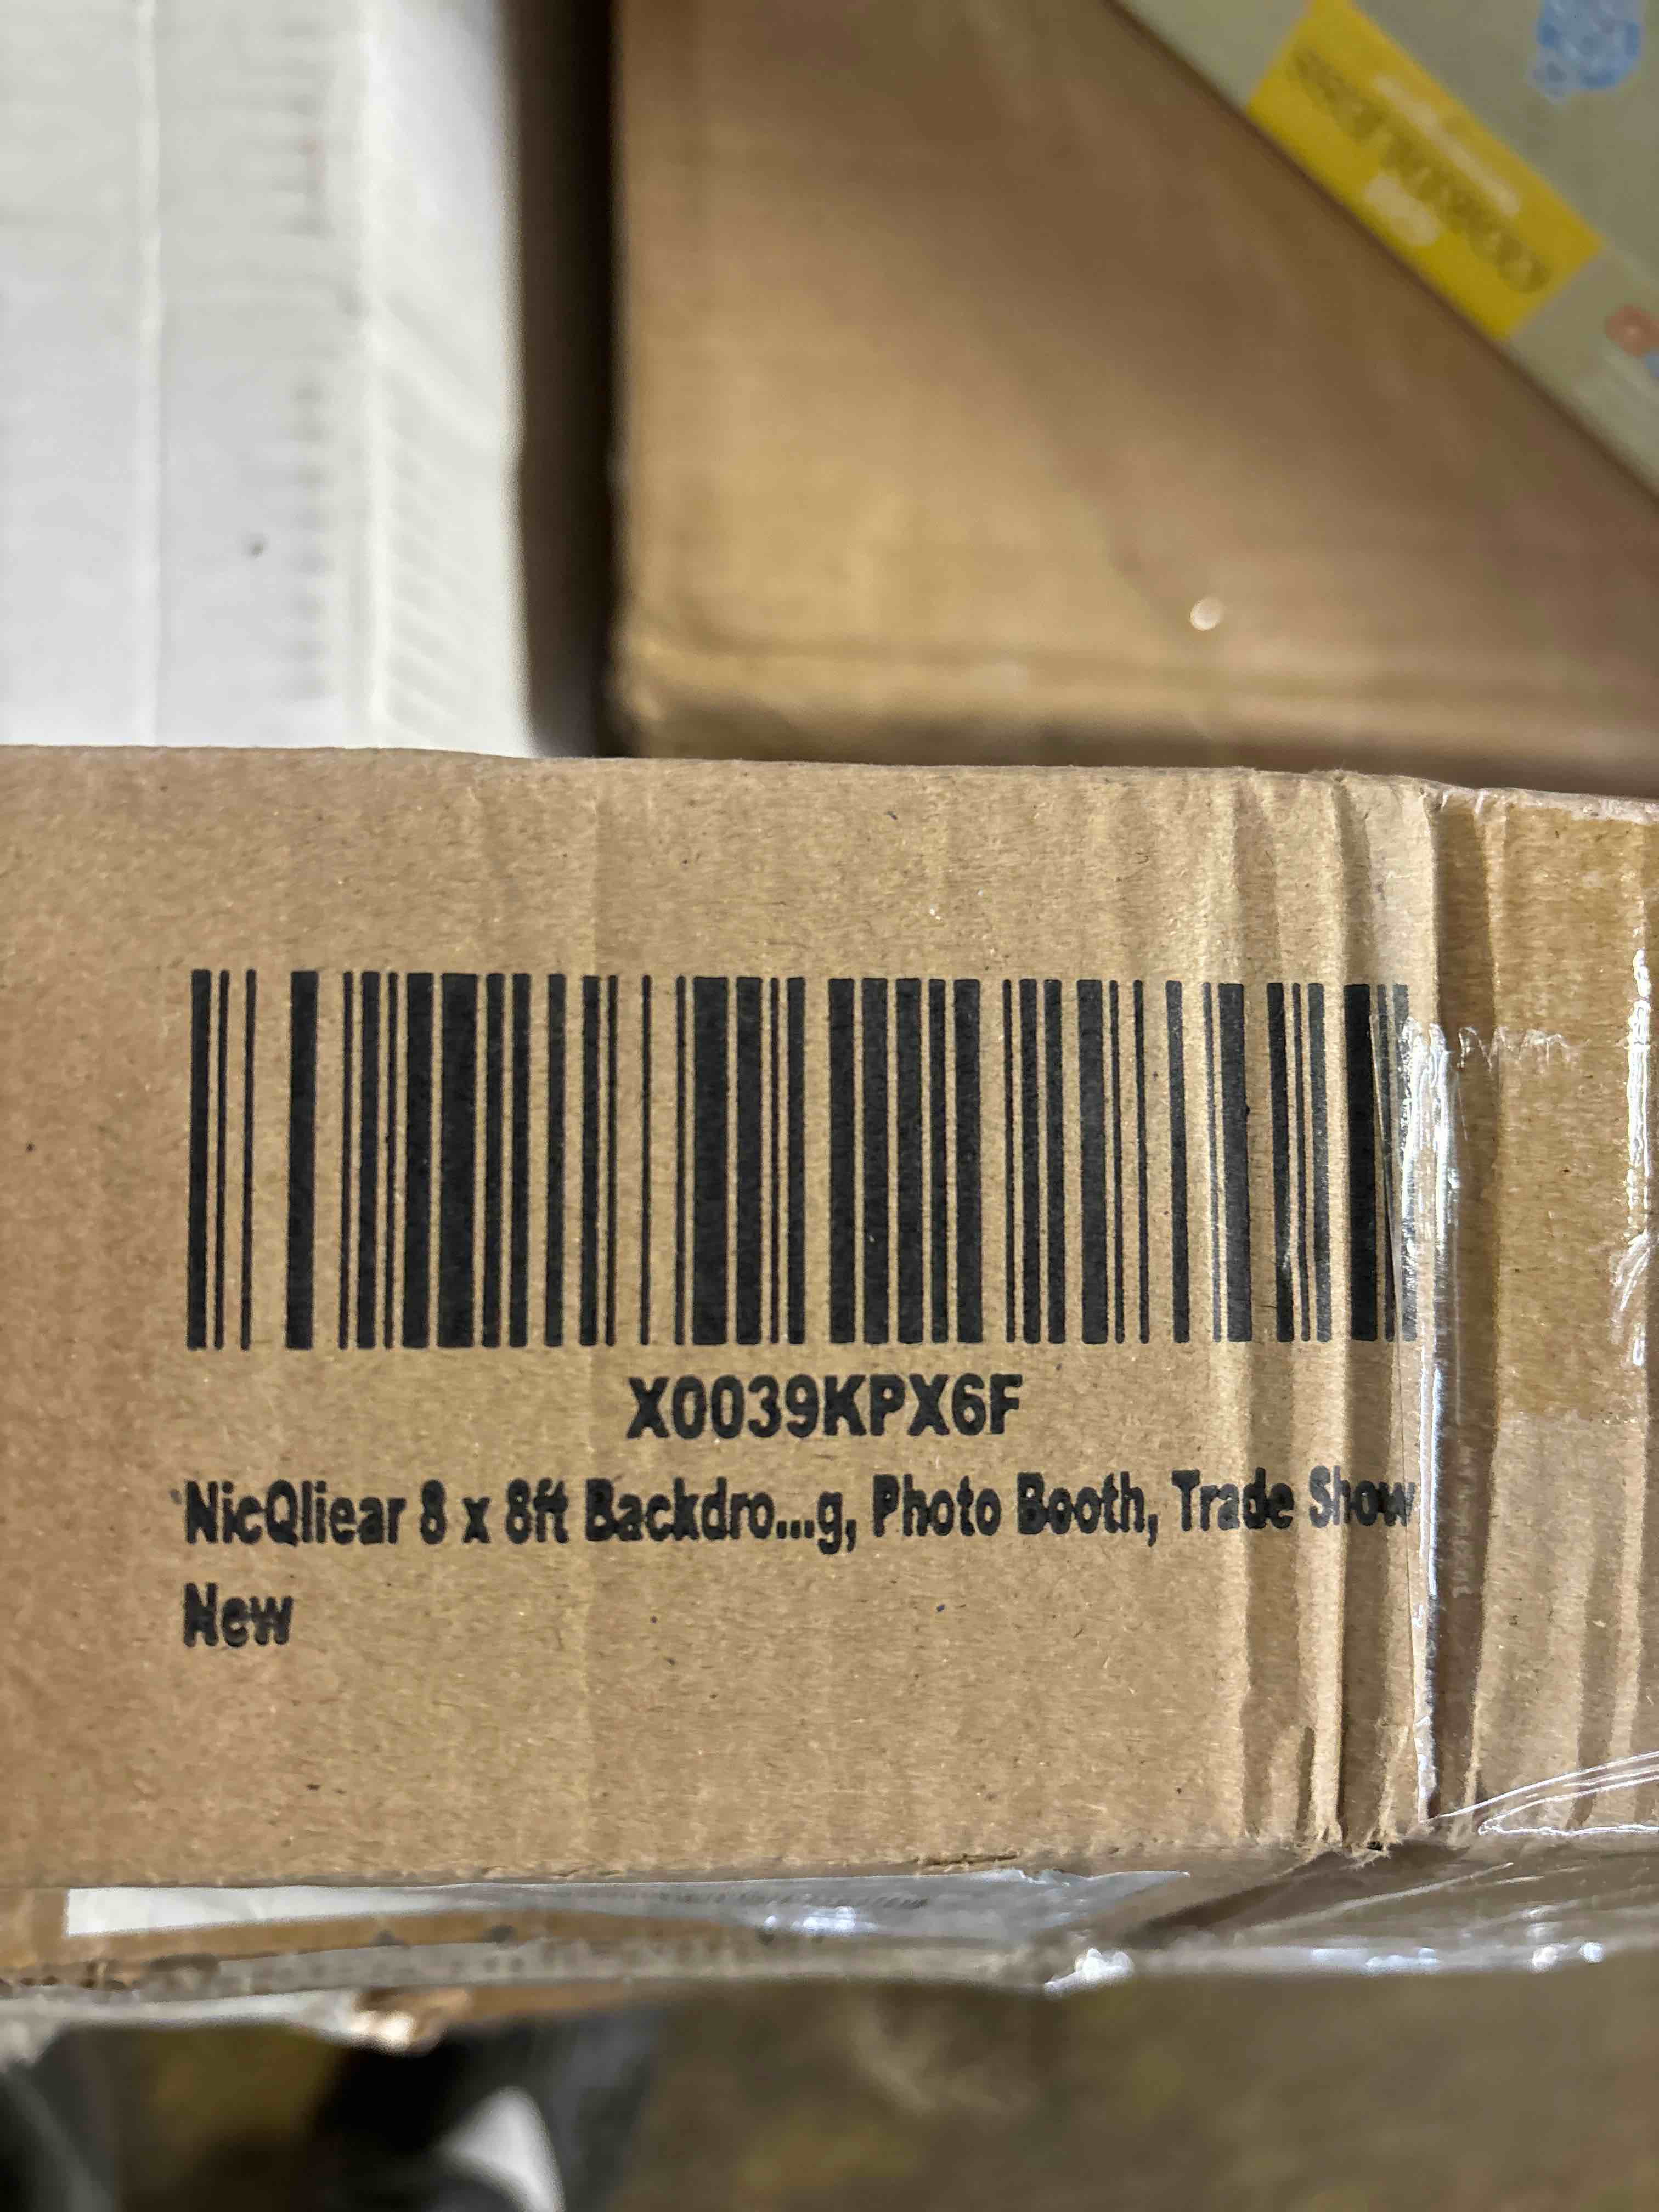 X0039KPX6F
NicQliear 8 x 8ft Backdro...g, Photo Booth, Trade Show
New